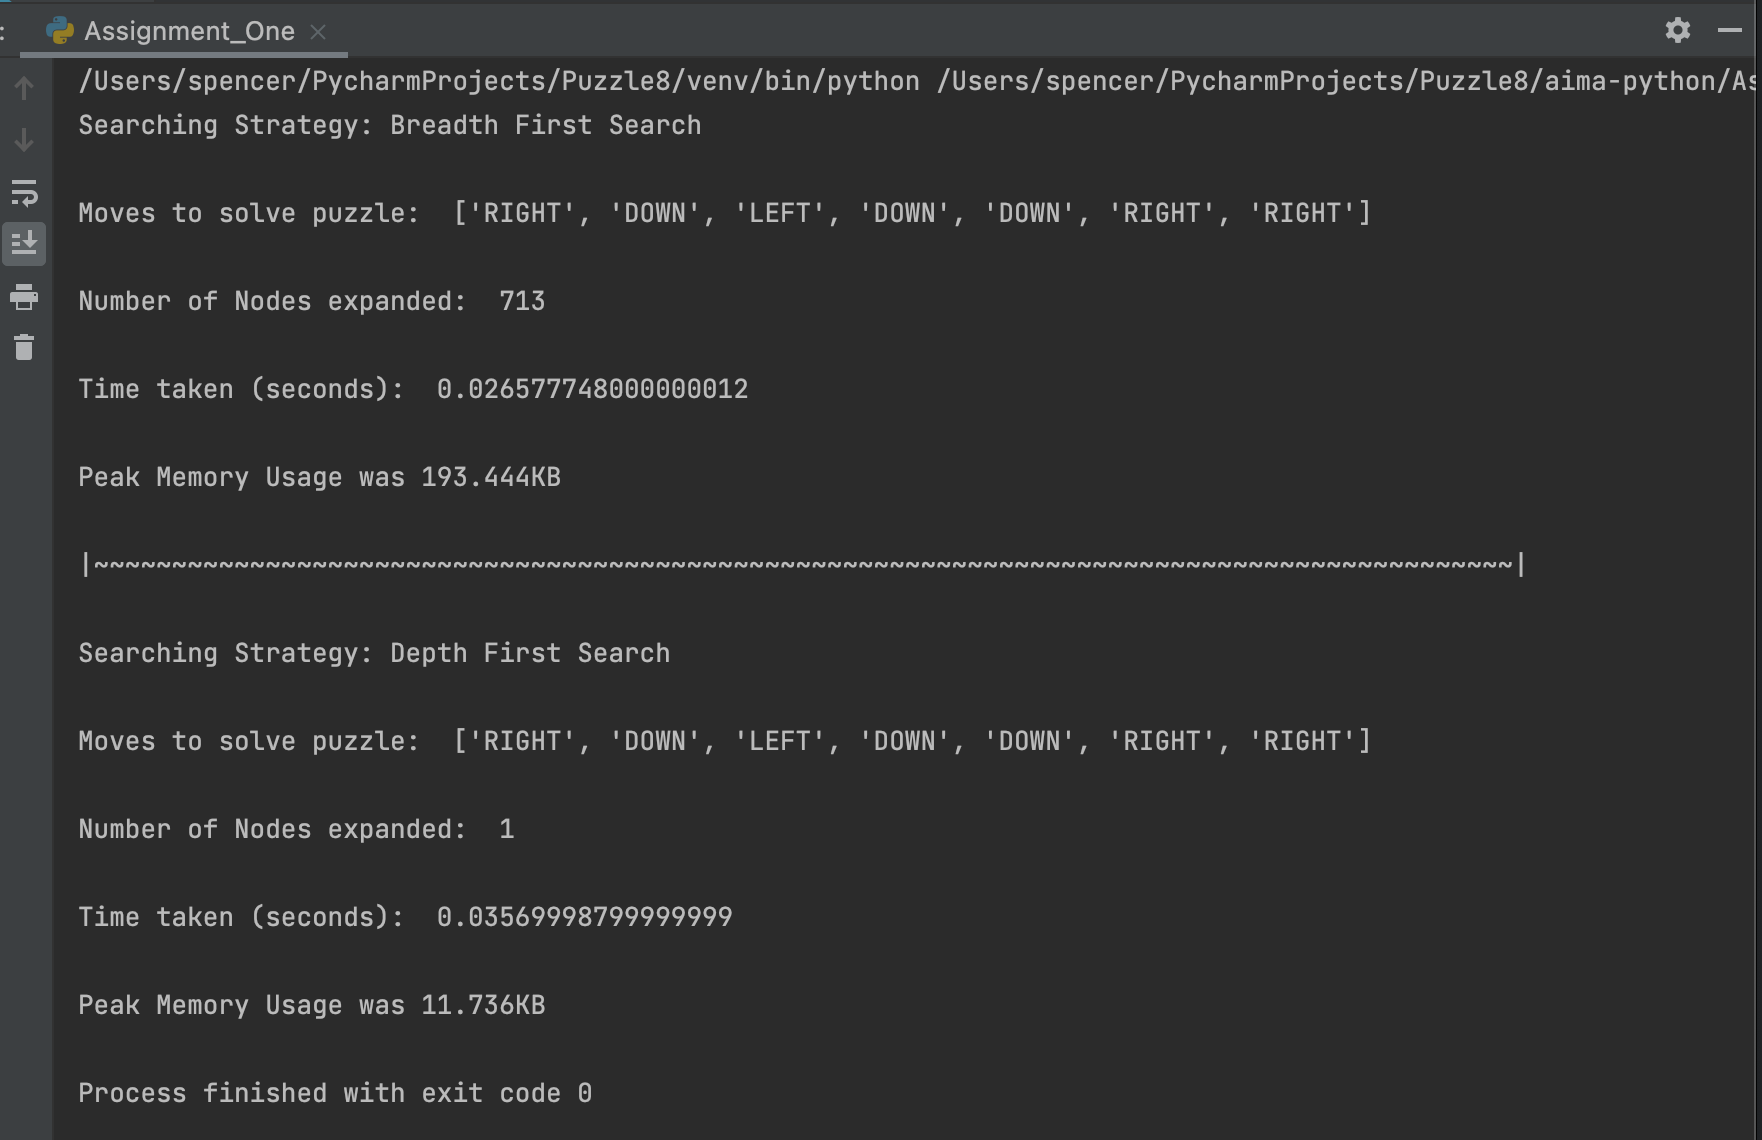 Assignment_One
/Users/spencer/PycharmProjects/Puzzle8/venv/bin/python /Users/spencer/PycharmProjects/Puzzle8/aima-python/As
Searching Strategy: Breadth First Search
Moves to solve puzzle:  ['RIGHT', 'DOWN', 'LEFT', 'DOWN', 'DOWN', 'RIGHT', 'RIGHT']
Number of Nodes expanded:  713
Time taken (seconds):  0.026577748000000012
Peak Memory Usage was 193.444KB
|~~~~~~~~~~~~~~~~~~~~~~~~~~~~~~~~~~~~~~~~~~~~~~~~~~~~~~~~~~~~~~~~~~~~~~~~~~~~~~~~~~~~~~~~~~~|
Searching Strategy: Depth First Search
Moves to solve puzzle:  ['RIGHT', 'DOWN', 'LEFT', 'DOWN', 'DOWN', 'RIGHT', 'RIGHT']
Number of Nodes expanded:  1
Time taken (seconds):  0.03569998799999999
Peak Memory Usage was 11.736KB
Process finished with exit code 0